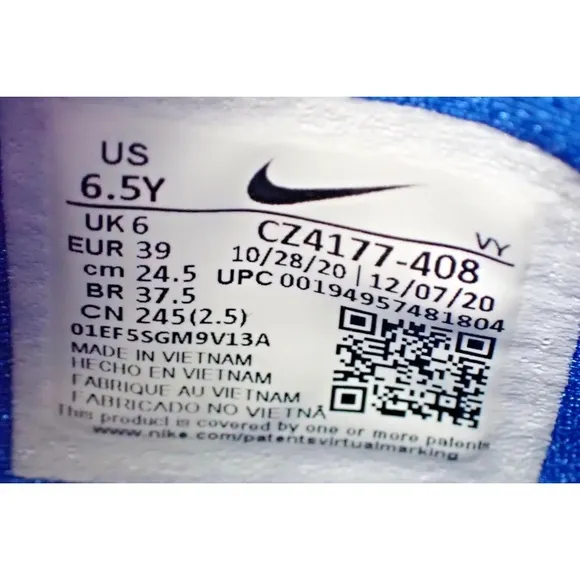 US
6.5Y
UK 6
EUR 39
cm 24.5
BR 37.5
CN 245(2.5)
01EF5SGM9V13A
MADE IN VIETNAM
HECHO EN VIETNAM
FABRIQUE AU VIETNAM
FABRICADO NO VIETNÃ
VY
CZ4177-408
10/28/20 | 12/07/20
UPC 00194957481804
This product is covered by one or more patents
www.nike.com/patentsvirtualmarking